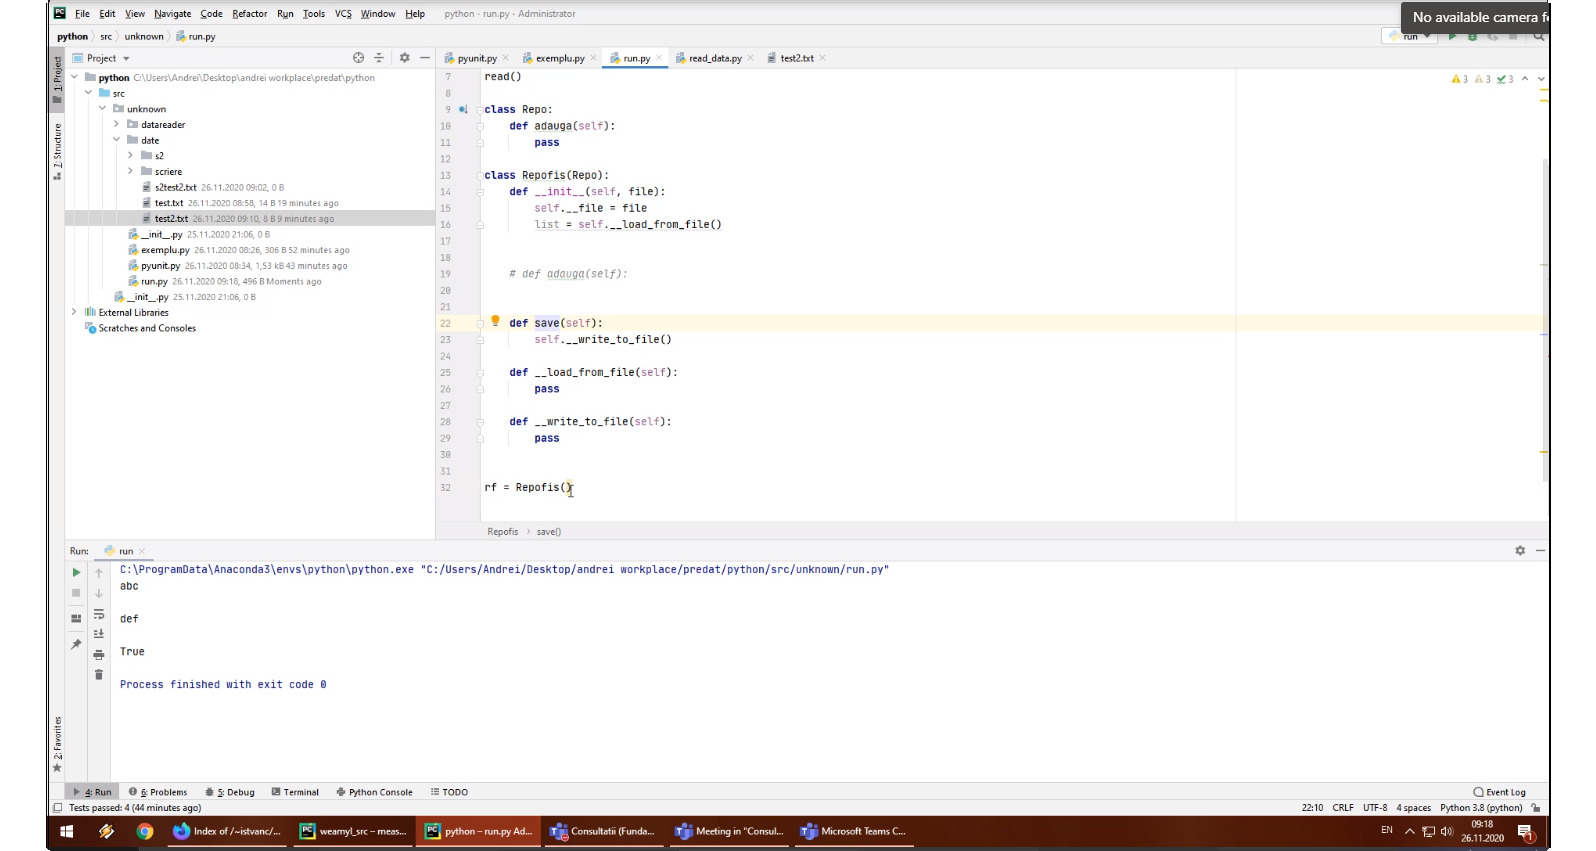 File Edit View Navigate Code Refactor Run Tools VCS Window Help python - run.py - Administrator
No available camera f
python src unknown run.py
run
1: Project
7: Structure
2: Favorites
Project
pyunit.py exemplu.py run.py read_data.py test2.txt
python C:\Users\Andrei\Desktop\andrei workplace\predat\python
src
unknown
datareader
date
s2
scriere
s2test2.txt 26.11.2020 09:02, 0 B
test.txt 26.11.2020 08:58, 14 B 19 minutes ago
test2.txt 26.11.2020 09:10, 8 B 9 minutes ago
__init__.py 25.11.2020 21:06, 0 B
exemplu.py 26.11.2020 08:26, 306 B 52 minutes ago
pyunit.py 26.11.2020 08:34, 1,53 kB 43 minutes ago
run.py 26.11.2020 09:18, 496 B Moments ago
__init__.py 25.11.2020 21:06, 0 B
External Libraries
Scratches and Consoles
3 3 3
7 read()
8
9 class Repo:
10 def adauga(self):
11 pass
12
13 class Repofis(Repo):
14 def __init__(self, file):
15 self.__file = file
16 list = self.__load_from_file()
17
18
19 # def adauga(self):
20
21
22 def save(self):
23 self.__write_to_file()
24
25 def __load_from_file(self):
26 pass
27
28 def __write_to_file(self):
29 pass
30
31
32 rf = Repofis()
Repofis save()
Run: run
C:\ProgramData\Anaconda3\envs\python\python.exe "C:/Users/Andrei/Desktop/andrei workplace/predat/python/src/unknown/run.py"
abc
def
True
Process finished with exit code 0
4: Run 6: Problems 5: Debug Terminal Python Console TODO Event Log
Tests passed: 4 (44 minutes ago) 22:10 CRLF UTF-8 4 spaces Python 3.8 (python)
Index of /~istvanc/... weamyl_src – meas... python – run.py Ad... Consultatii (Funda... Meeting in "Consul... Microsoft Teams C... EN 09:18
26.11.2020 1